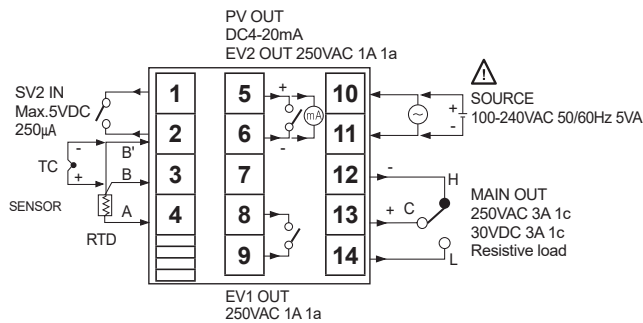 PV OUT
DC4-20mA
EV2 OUT 250VAC 1A 1a
SV2 IN
Max.5VDC
250µA
TC
-
+
B'
B
A
SENSOR
RTD
1
2
3
4
5
6
7
8
9
+
-
mA
10
11
12
13
14
~
+
-
SOURCE
100-240VAC 50/60Hz 5VA
-
H
+
C
L
MAIN OUT
250VAC 3A 1c
30VDC 3A 1c
Resistive load
EV1 OUT
250VAC 1A 1a